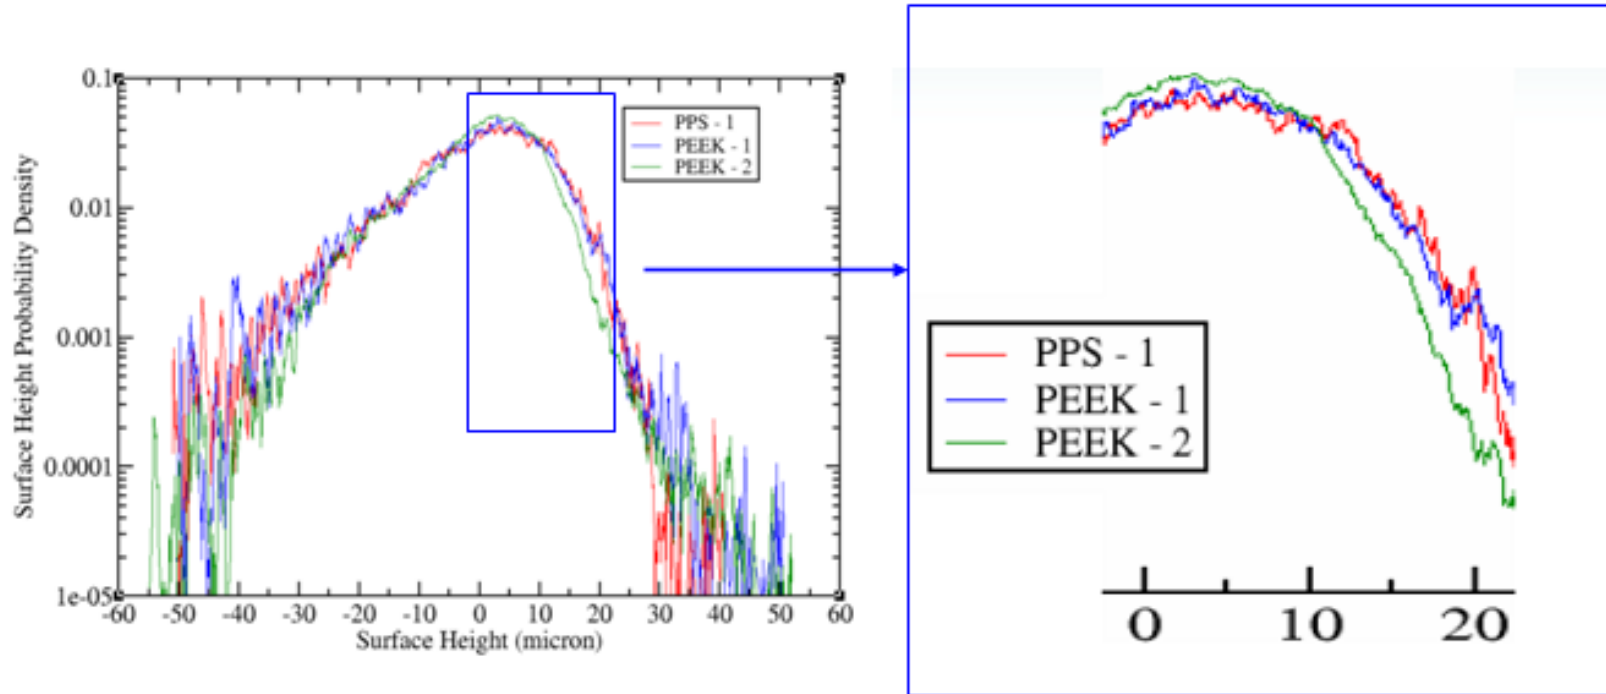 0.1
0.01
0.001
0.0001
1e-05
Surface Height Probability Density
PPS - 1
PEEK - 1
PEEK - 2
-60 -50 -40 -30 -20 -10 0 10 20 30 40 50 60
Surface Height (micron)
PPS - 1
PEEK - 1
PEEK - 2
0 10 20